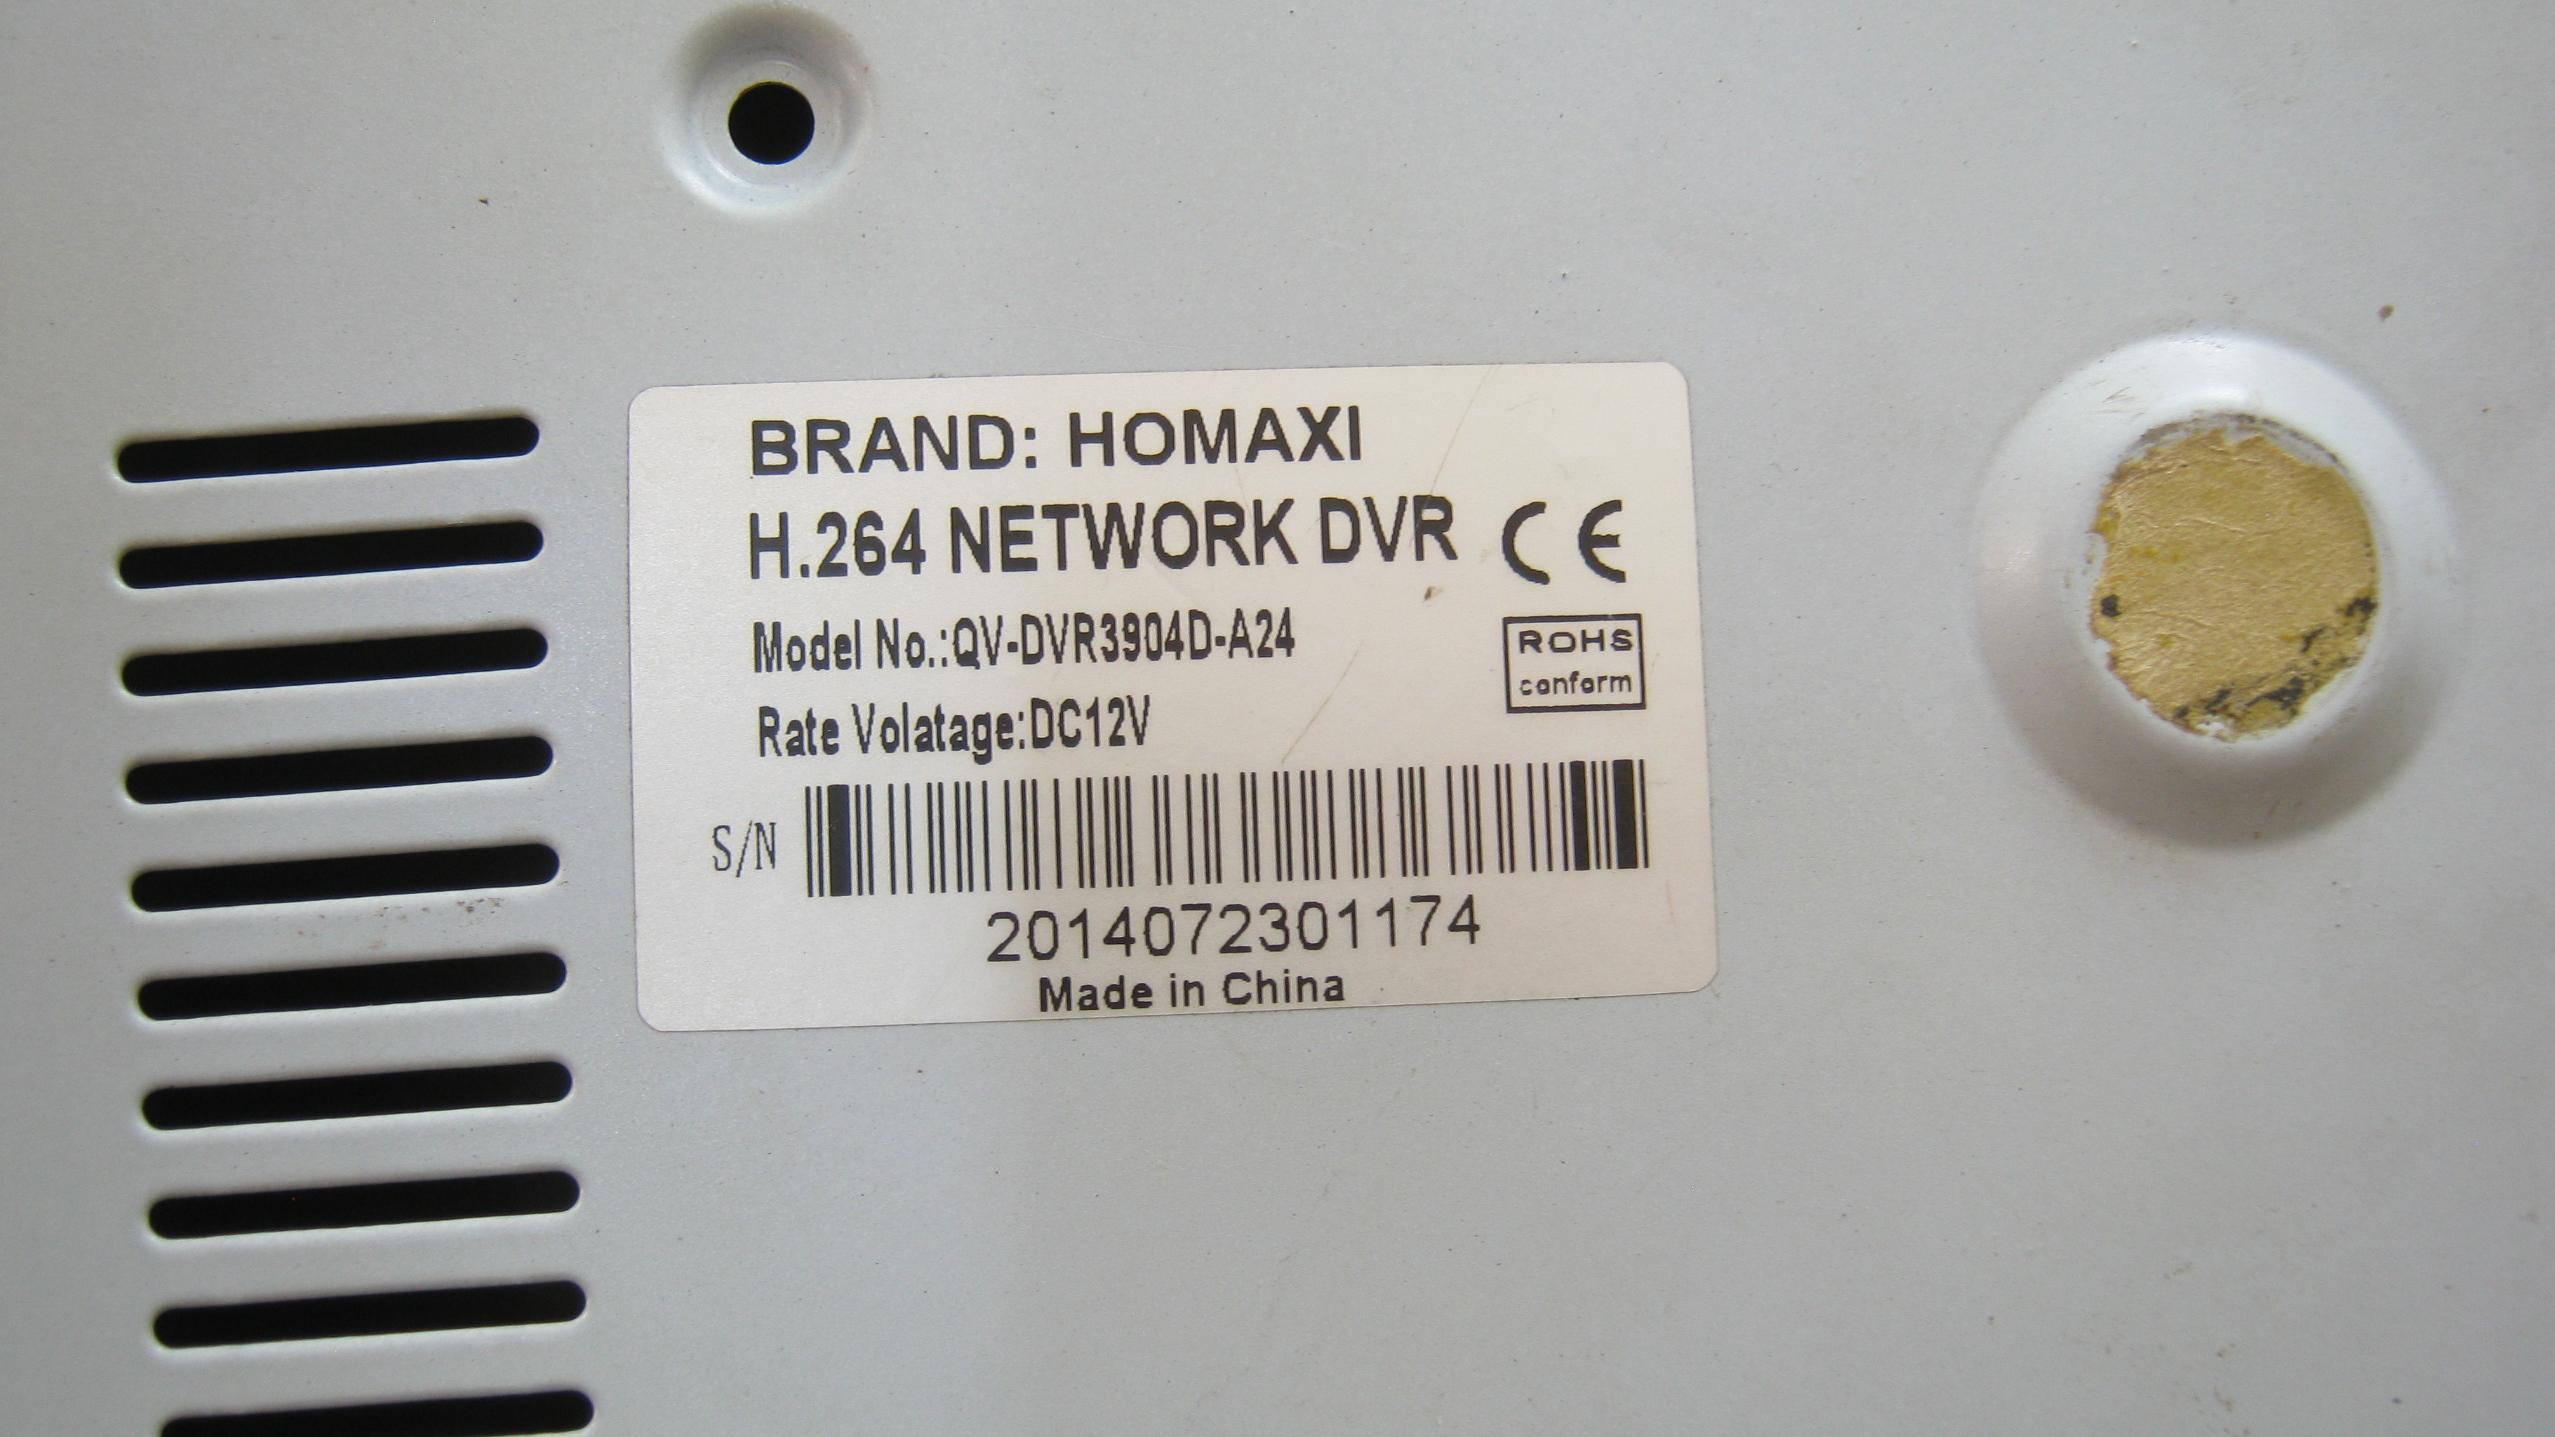 BRAND: HOMAXI
H.264 NETWORK DVR CE
Model No.:QV-DVR3904D-A24
ROHS
conform
Rate Volatage:DC12V
S/N
2014072301174
Made in China